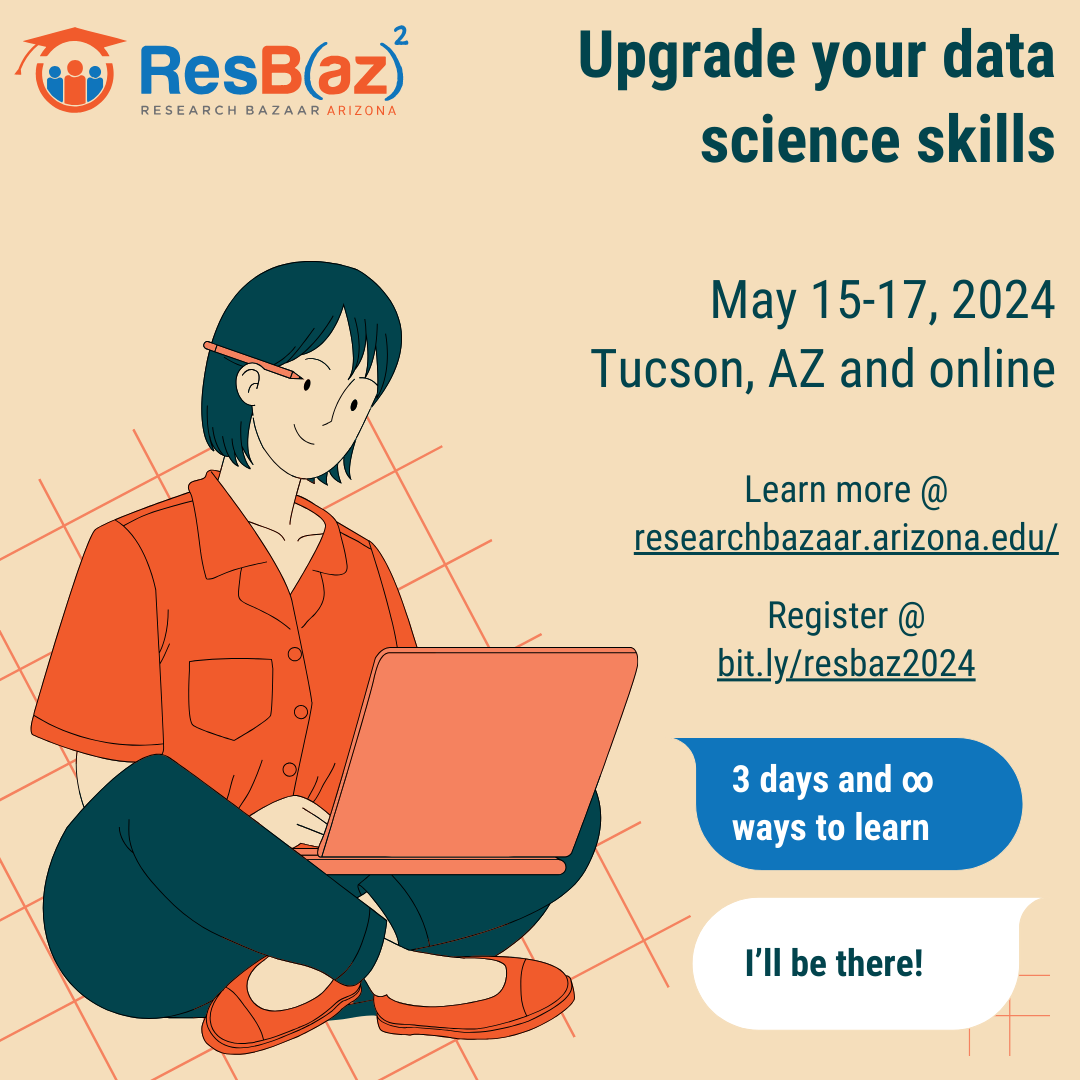 ResB(az)²
RESEARCH BAZAAR ARIZONA
Upgrade your data
science skills
May 15-17, 2024
Tucson, AZ and online
Learn more @
researchbazaar.arizona.edu/
Register @
bit.ly/resbaz2024
3 days and ∞
ways to learn
I’ll be there!